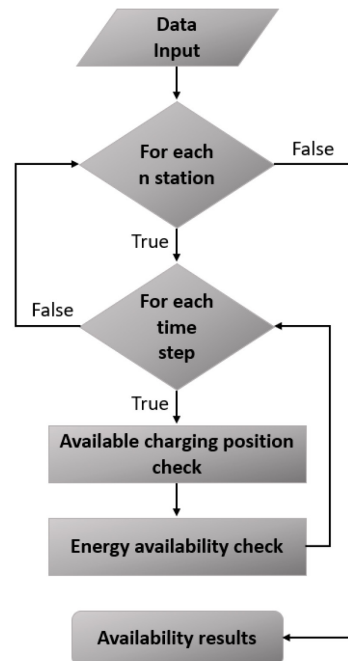 Data
Input
For each
n station
False
True
For each
time
step
False
True
Available charging position
check
Energy availability check
Availability results